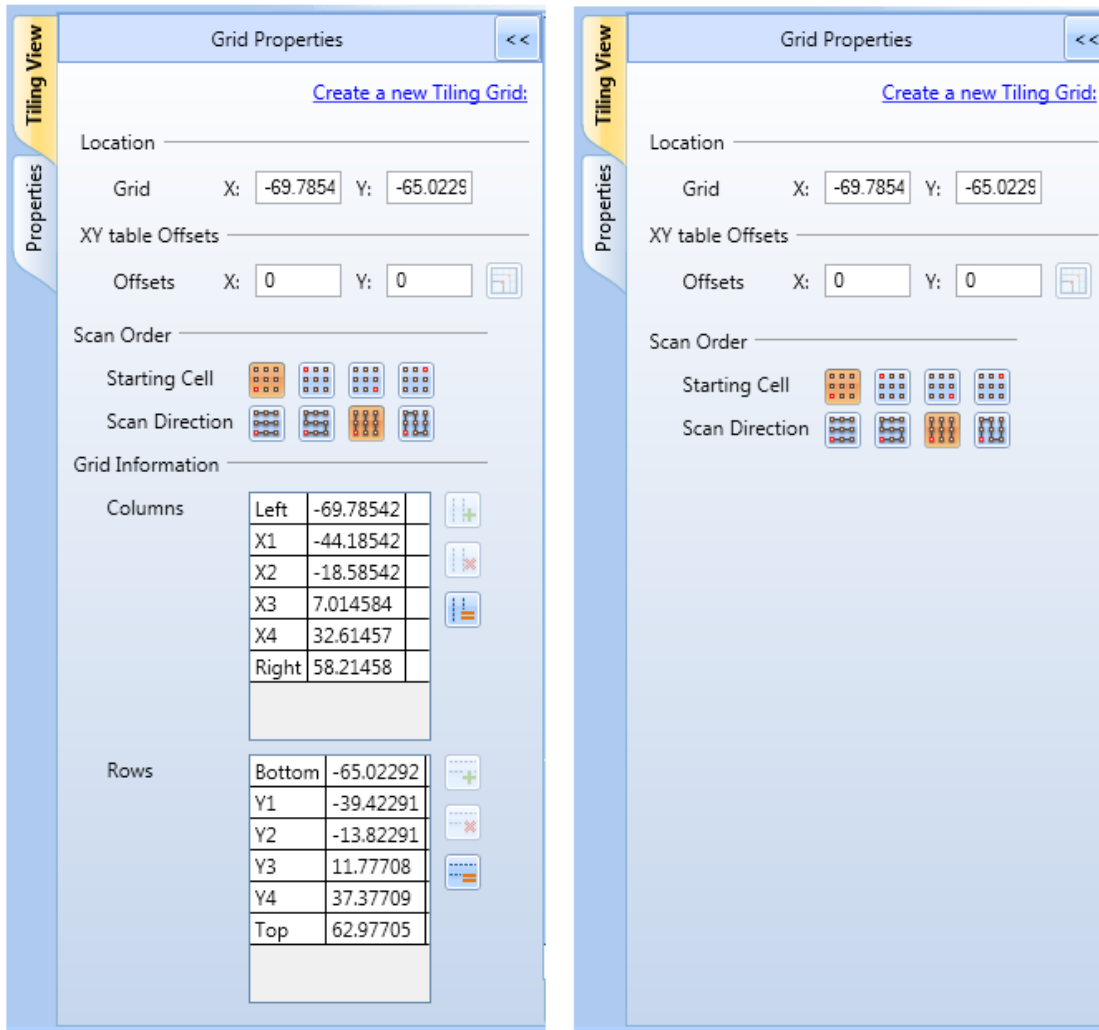 Tiling View
Properties
Grid Properties <<
Create a new Tiling Grid:
Location
Grid X: -69.7854 Y: -65.0229
XY table Offsets
Offsets X: 0 Y: 0
Scan Order
Starting Cell
Scan Direction
Grid Information
Columns
Left -69.78542
X1 -44.18542
X2 -18.58542
X3 7.014584
X4 32.61457
Right 58.21458
Rows
Bottom -65.02292
Y1 -39.42291
Y2 -13.82291
Y3 11.77708
Y4 37.37709
Top 62.97705
Tiling View
Properties
Grid Properties <<
Create a new Tiling Grid:
Location
Grid X: -69.7854 Y: -65.0229
XY table Offsets
Offsets X: 0 Y: 0
Scan Order
Starting Cell
Scan Direction